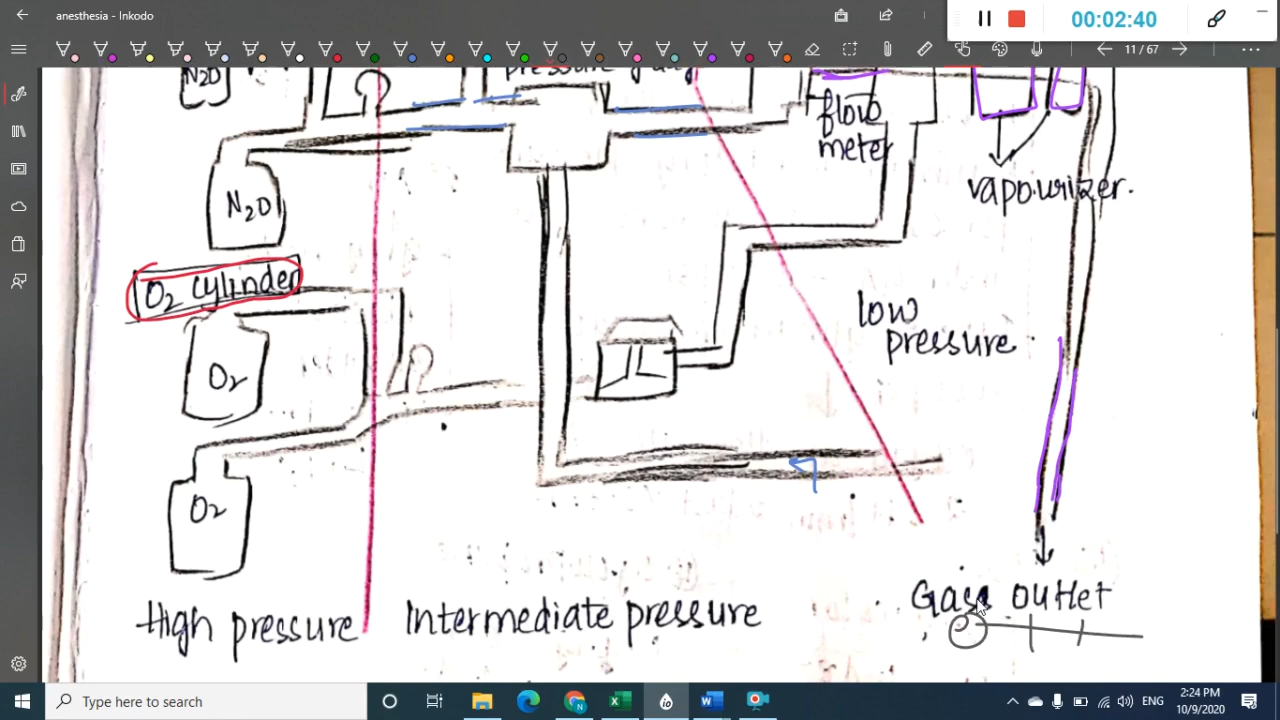 anesthesia - Inkodo
00:02:40
11 / 67
N2O
flow
meter
vapourizer.
N2O
O2 cylinder
low
pressure
O2
O2
Gass outlet
High pressure
Intermediate pressure
Type here to search
ENG
2:24 PM
10/9/2020